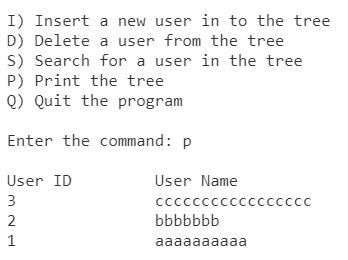 I) Insert a new user in to the tree
D) Delete a user from the tree
S) Search for a user in the tree
P) Print the tree
Q) Quit the program
Enter the command: p
User ID User Name
3 ccccccccccccccccc
2 bbbbbbb
1 aaaaaaaaaa